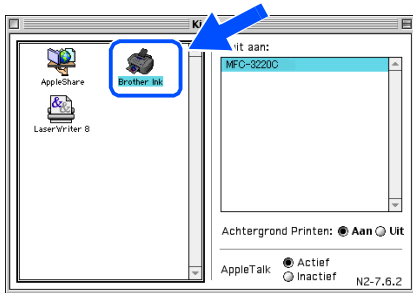 Ki
it aan:
AppleShare
Brother Ink
LaserWriter 8
MFC-3220C
Achtergrond Printen: Aan Uit
AppleTalk Actief
Inactief
N2-7.6.2